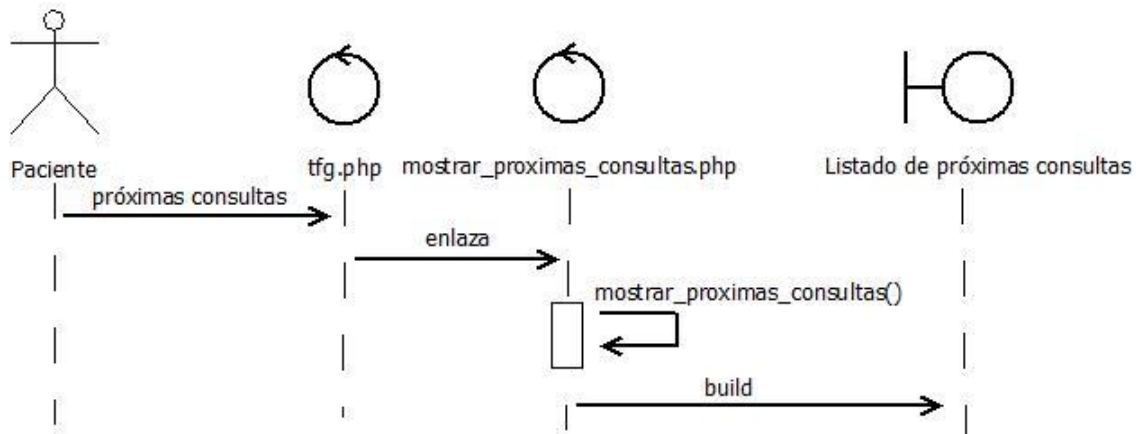 Paciente
tfg.php
mostrar_proximas_consultas.php
Listado de próximas consultas
próximas consultas
enlaza
mostrar_proximas_consultas()
build